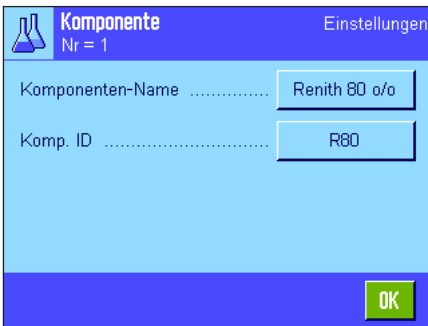 Komponente
Einstellungen
Nr = 1
Komponenten-Name .............. Renith 80 o/o
Komp. ID ............................. R80
OK